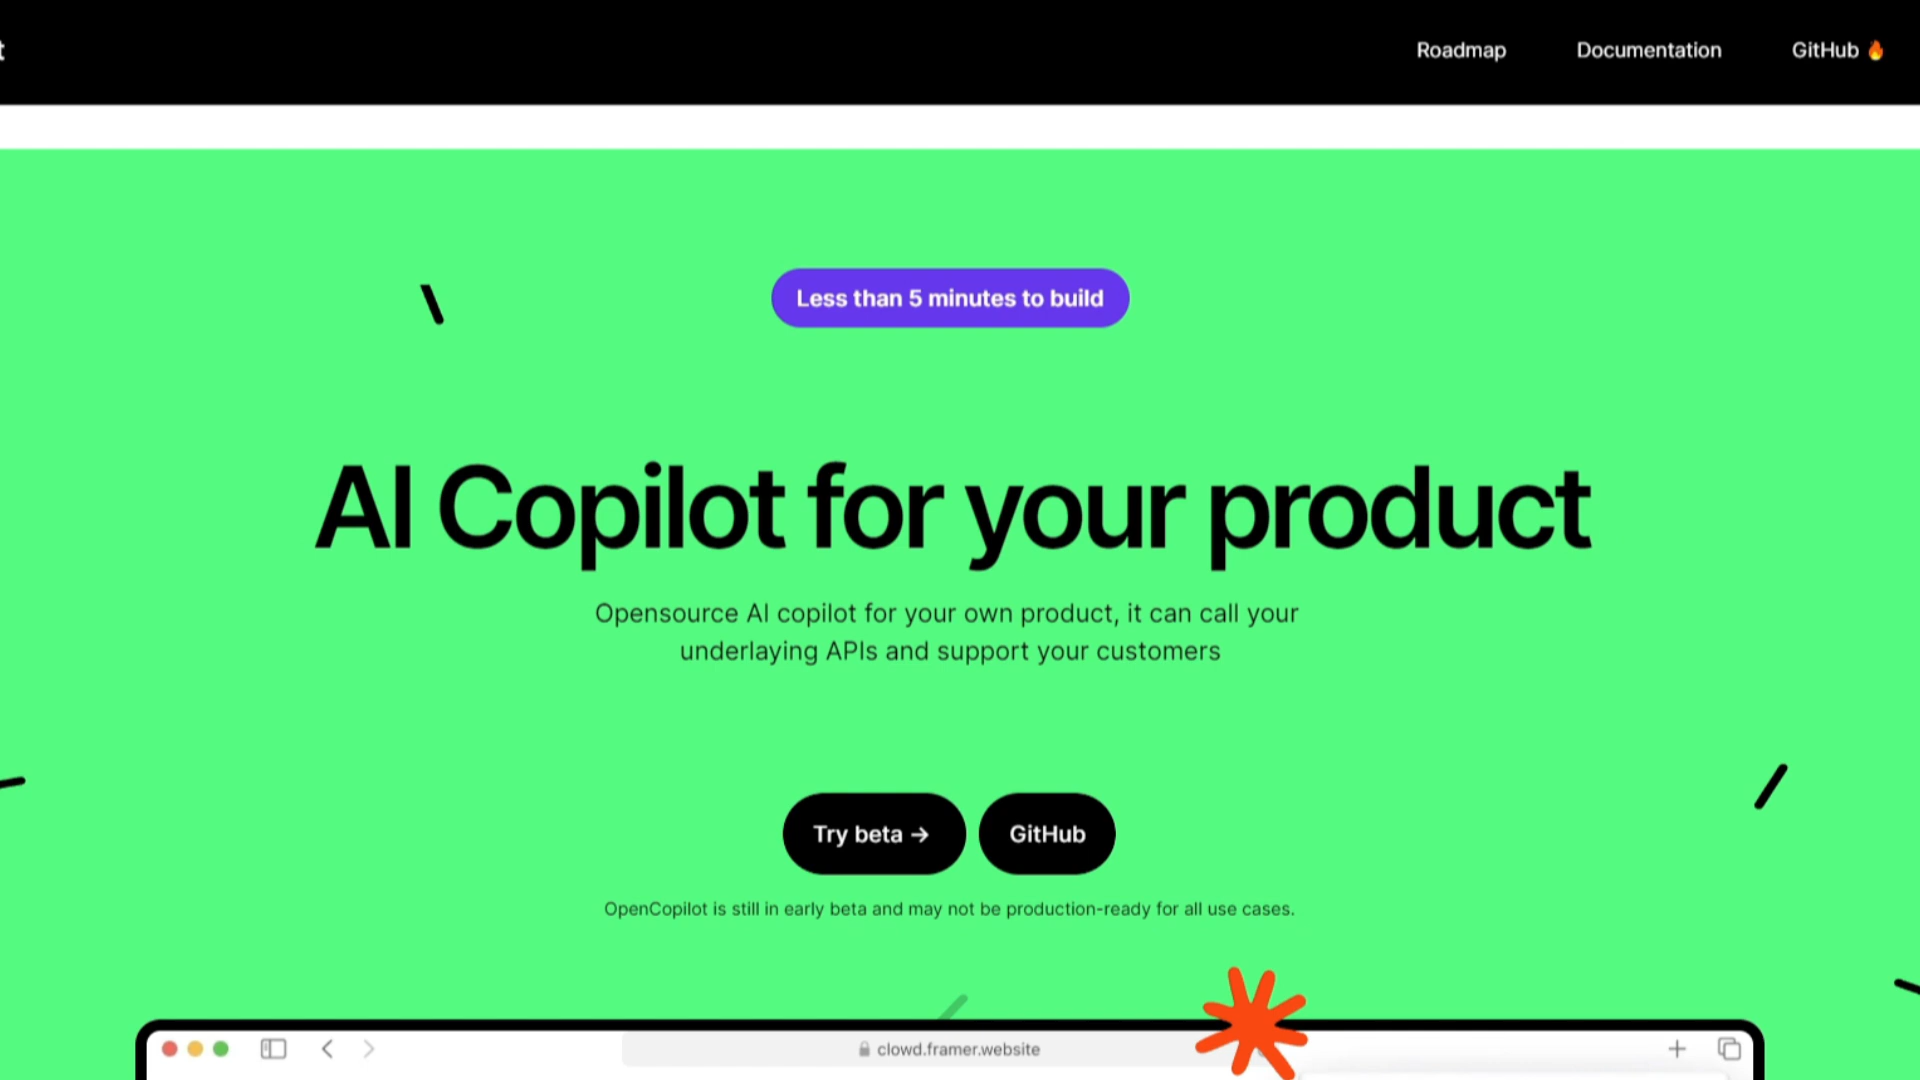 t
Roadmap
Documentation
GitHub 🔥
Less than 5 minutes to build
AI Copilot for your product
Opensource AI copilot for your own product, it can call your
underlaying APIs and support your customers
Try beta →
GitHub
OpenCopilot is still in early beta and may not be production-ready for all use cases.
clowd.framer.website